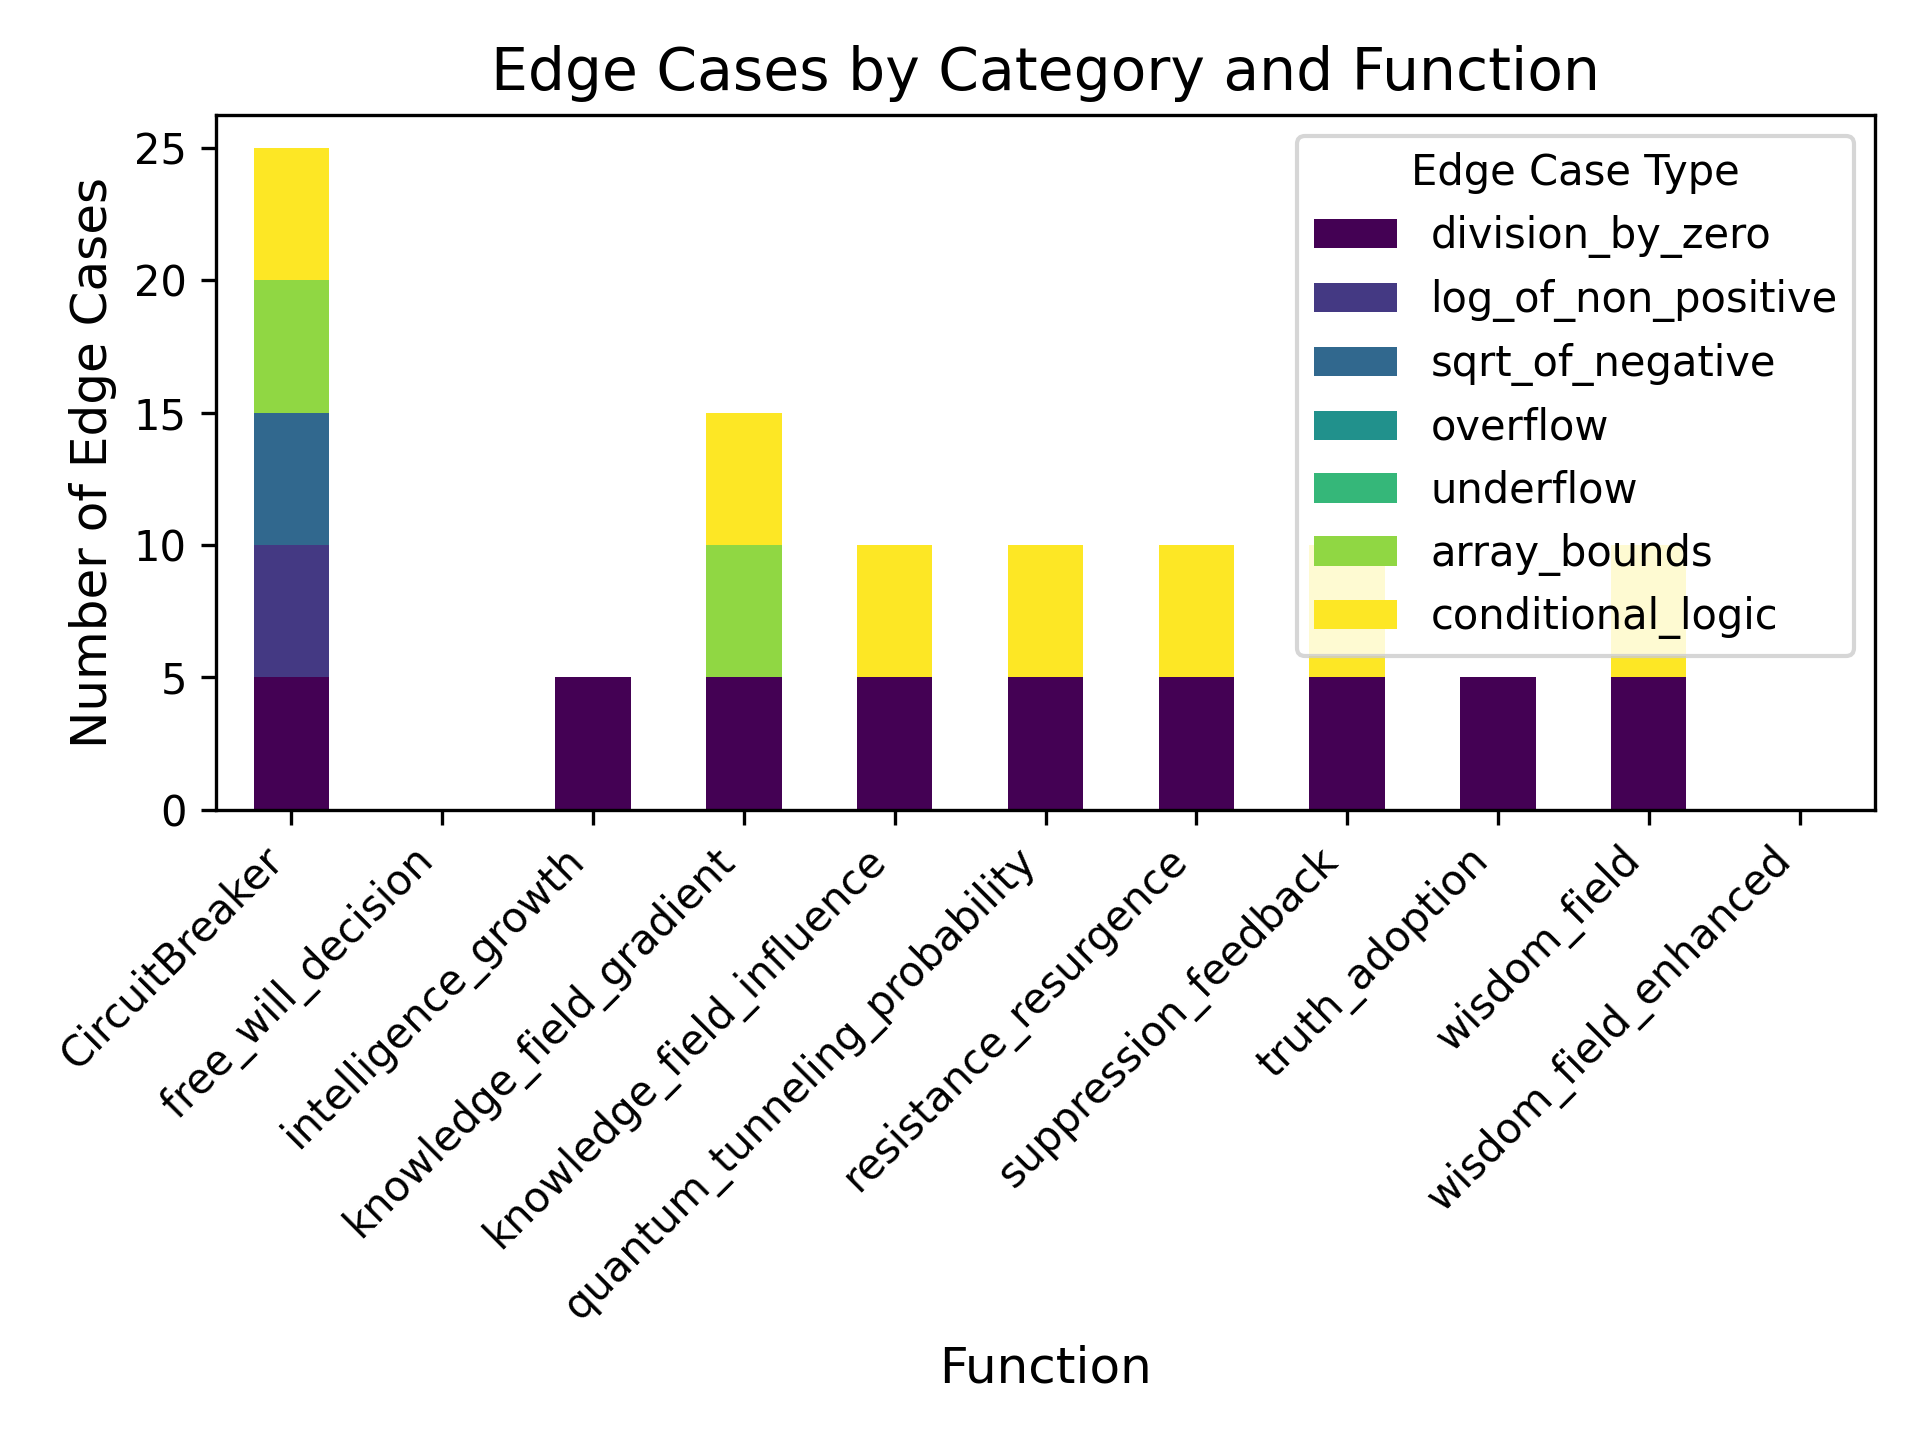 Edge Cases by Category and Function
Number of Edge Cases
25
20
15
10
5
0
Edge Case Type
division_by_zero
log_of_non_positive
sqrt_of_negative
overflow
underflow
array_bounds
conditional_logic
CircuitBreaker
free_will_decision
intelligence_growth
knowledge_field_gradient
knowledge_field_influence
quantum_tunneling_probability
resistance_resurgence
suppression_feedback
truth_adoption
wisdom_field
wisdom_field_enhanced
Function